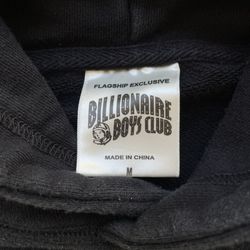 FLAGSHIP EXCLUSIVE
BILLIONAIRE
BOYS CLUB
MADE IN CHINA
M